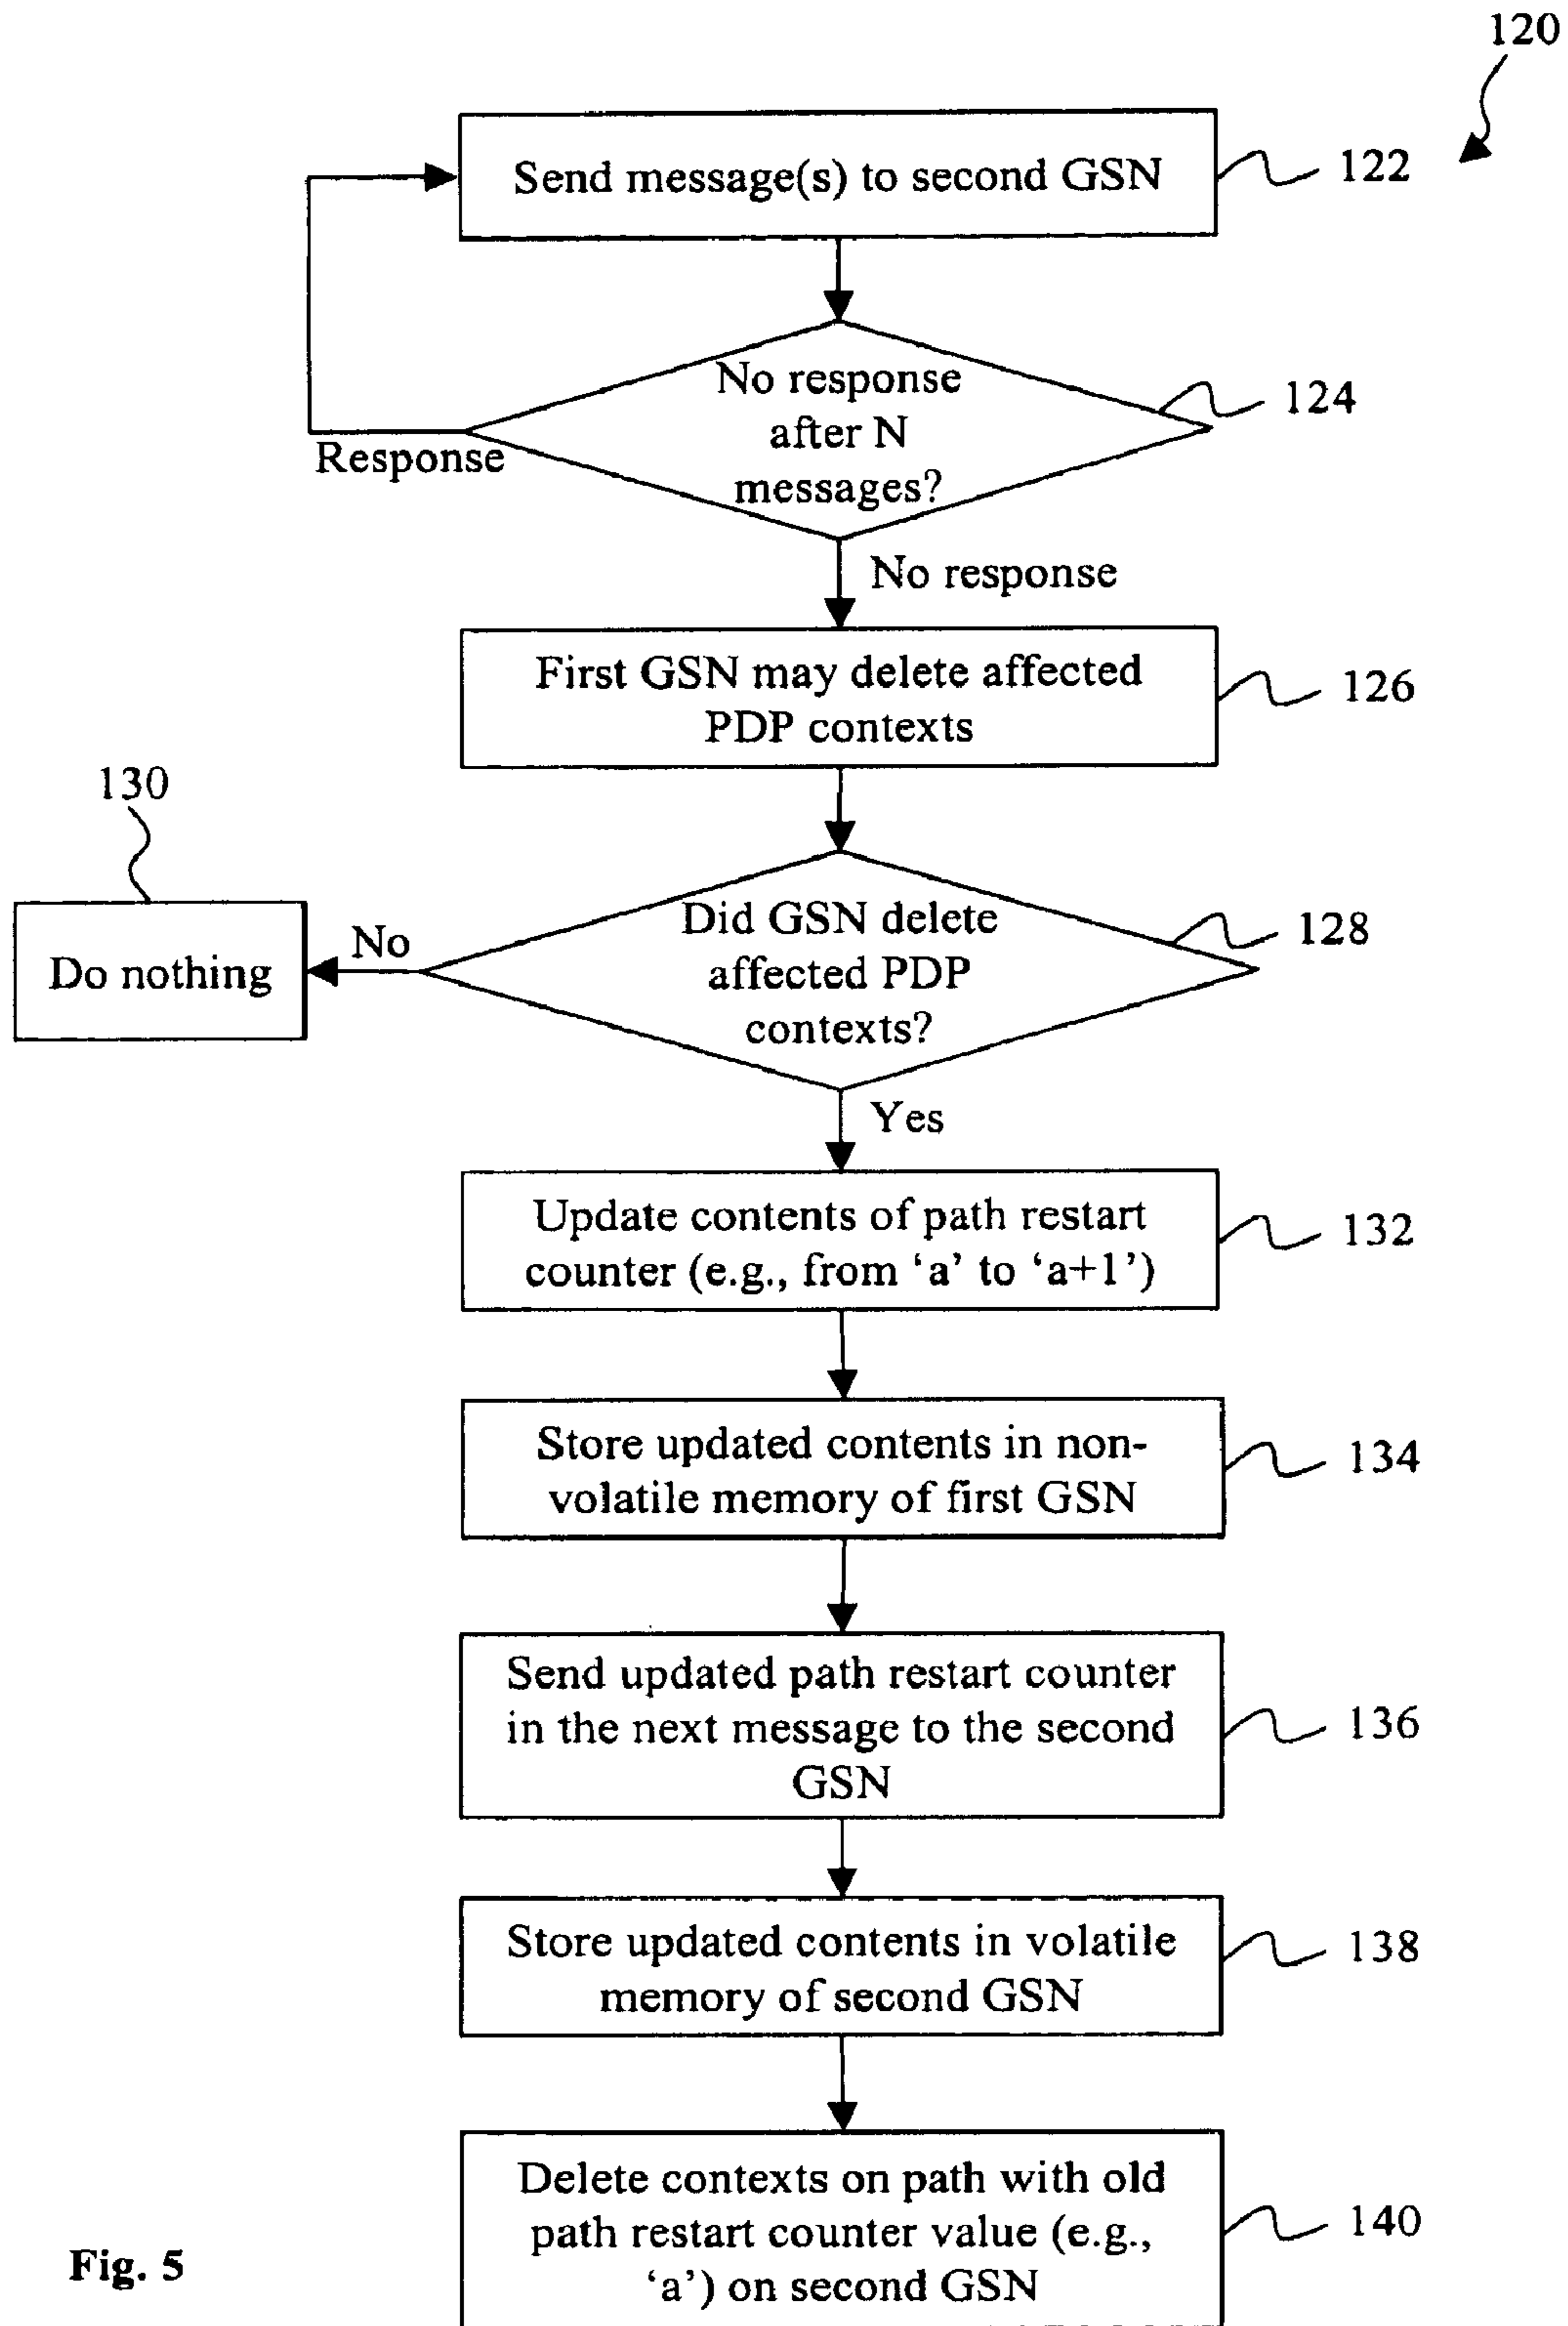 120
Send message(s) to second GSN
122
No response
after N
messages?
124
Response
No response
First GSN may delete affected
PDP contexts
126
130
Did GSN delete
affected PDP
contexts?
128
No
Do nothing
Yes
Update contents of path restart
counter (e.g., from ‘a’ to ‘a+1’)
132
Store updated contents in non-
volatile memory of first GSN
134
Send updated path restart counter
in the next message to the second
GSN
136
Store updated contents in volatile
memory of second GSN
138
Delete contexts on path with old
path restart counter value (e.g.,
‘a’) on second GSN
140
Fig. 5